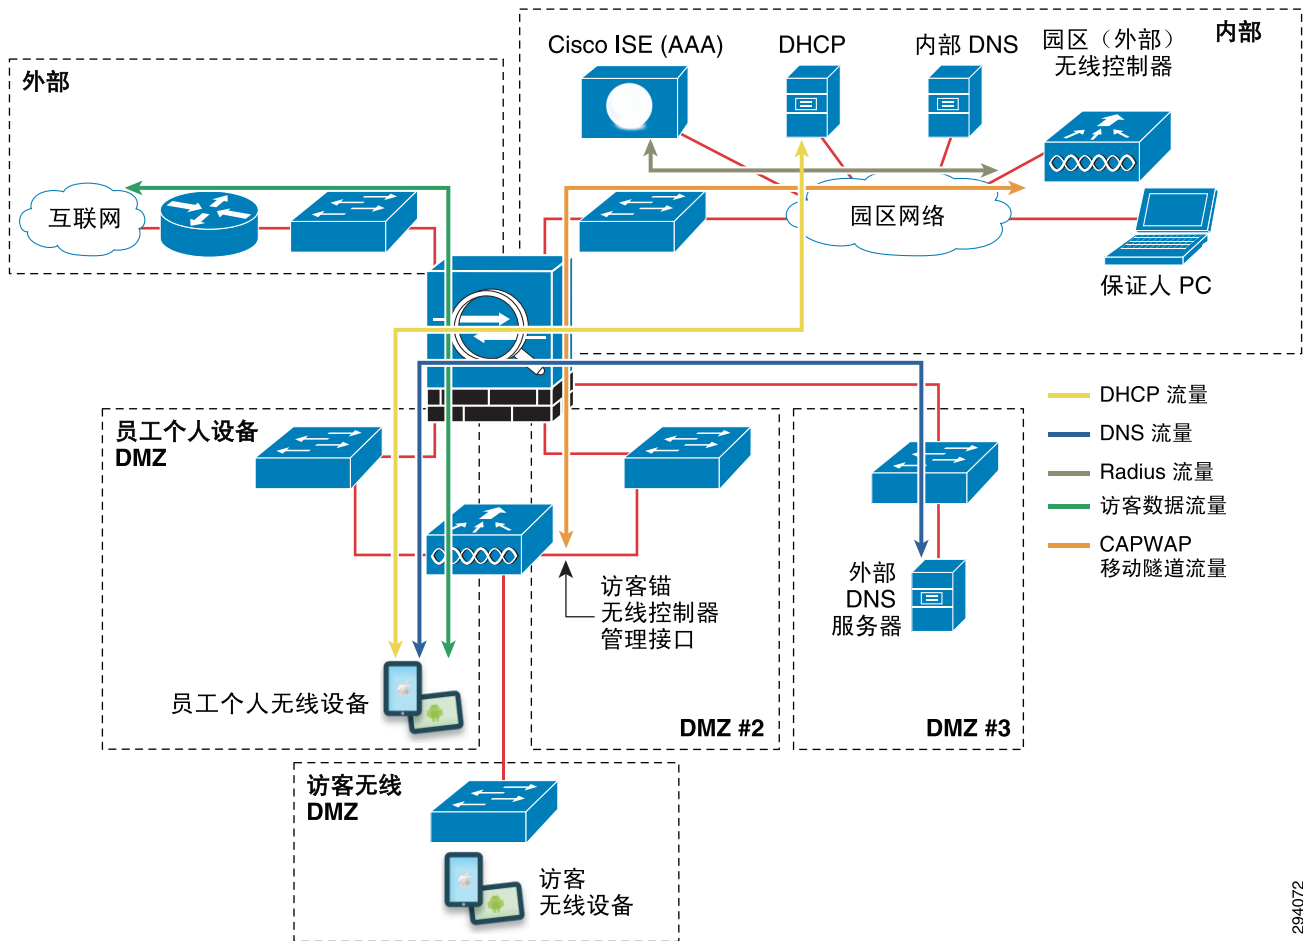 外部
互联网
内部
Cisco ISE (AAA)
DHCP
内部 DNS
园区（外部）
无线控制器
园区网络
保证人 PC
DHCP 流量
DNS 流量
Radius 流量
访客数据流量
CAPWAP
移动隧道流量
员工个人设备
DMZ
员工个人无线设备
访客锚
无线控制器
管理接口
DMZ #2
外部
DNS
服务器
DMZ #3
访客无线
DMZ
访客
无线设备
294072